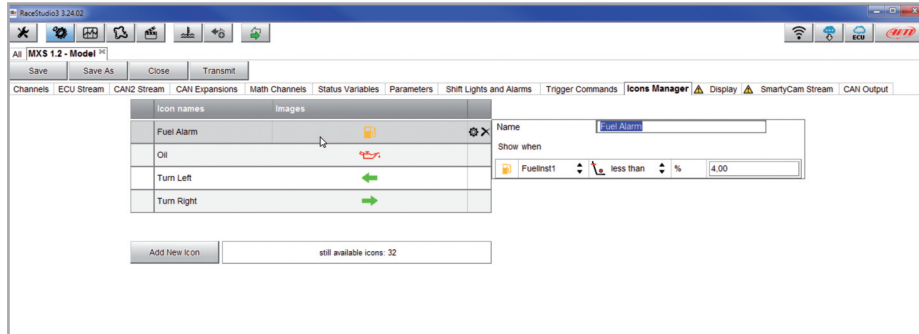 RaceStudio3 3.24.02
ECU
AiM
All MXS 1.2 - Model
Save Save As Close Transmit
Channels ECU Stream CAN2 Stream CAN Expansions Math Channels Status Variables Parameters Shift Lights and Alarms Trigger Commands Icons Manager Display SmartyCam Stream CAN Output
Icon names Images
Fuel Alarm
Oil
Turn Left
Turn Right
Name Fuel Alarm
Show when
FuelInst1 less than % 4,00
Add New Icon still available icons: 32